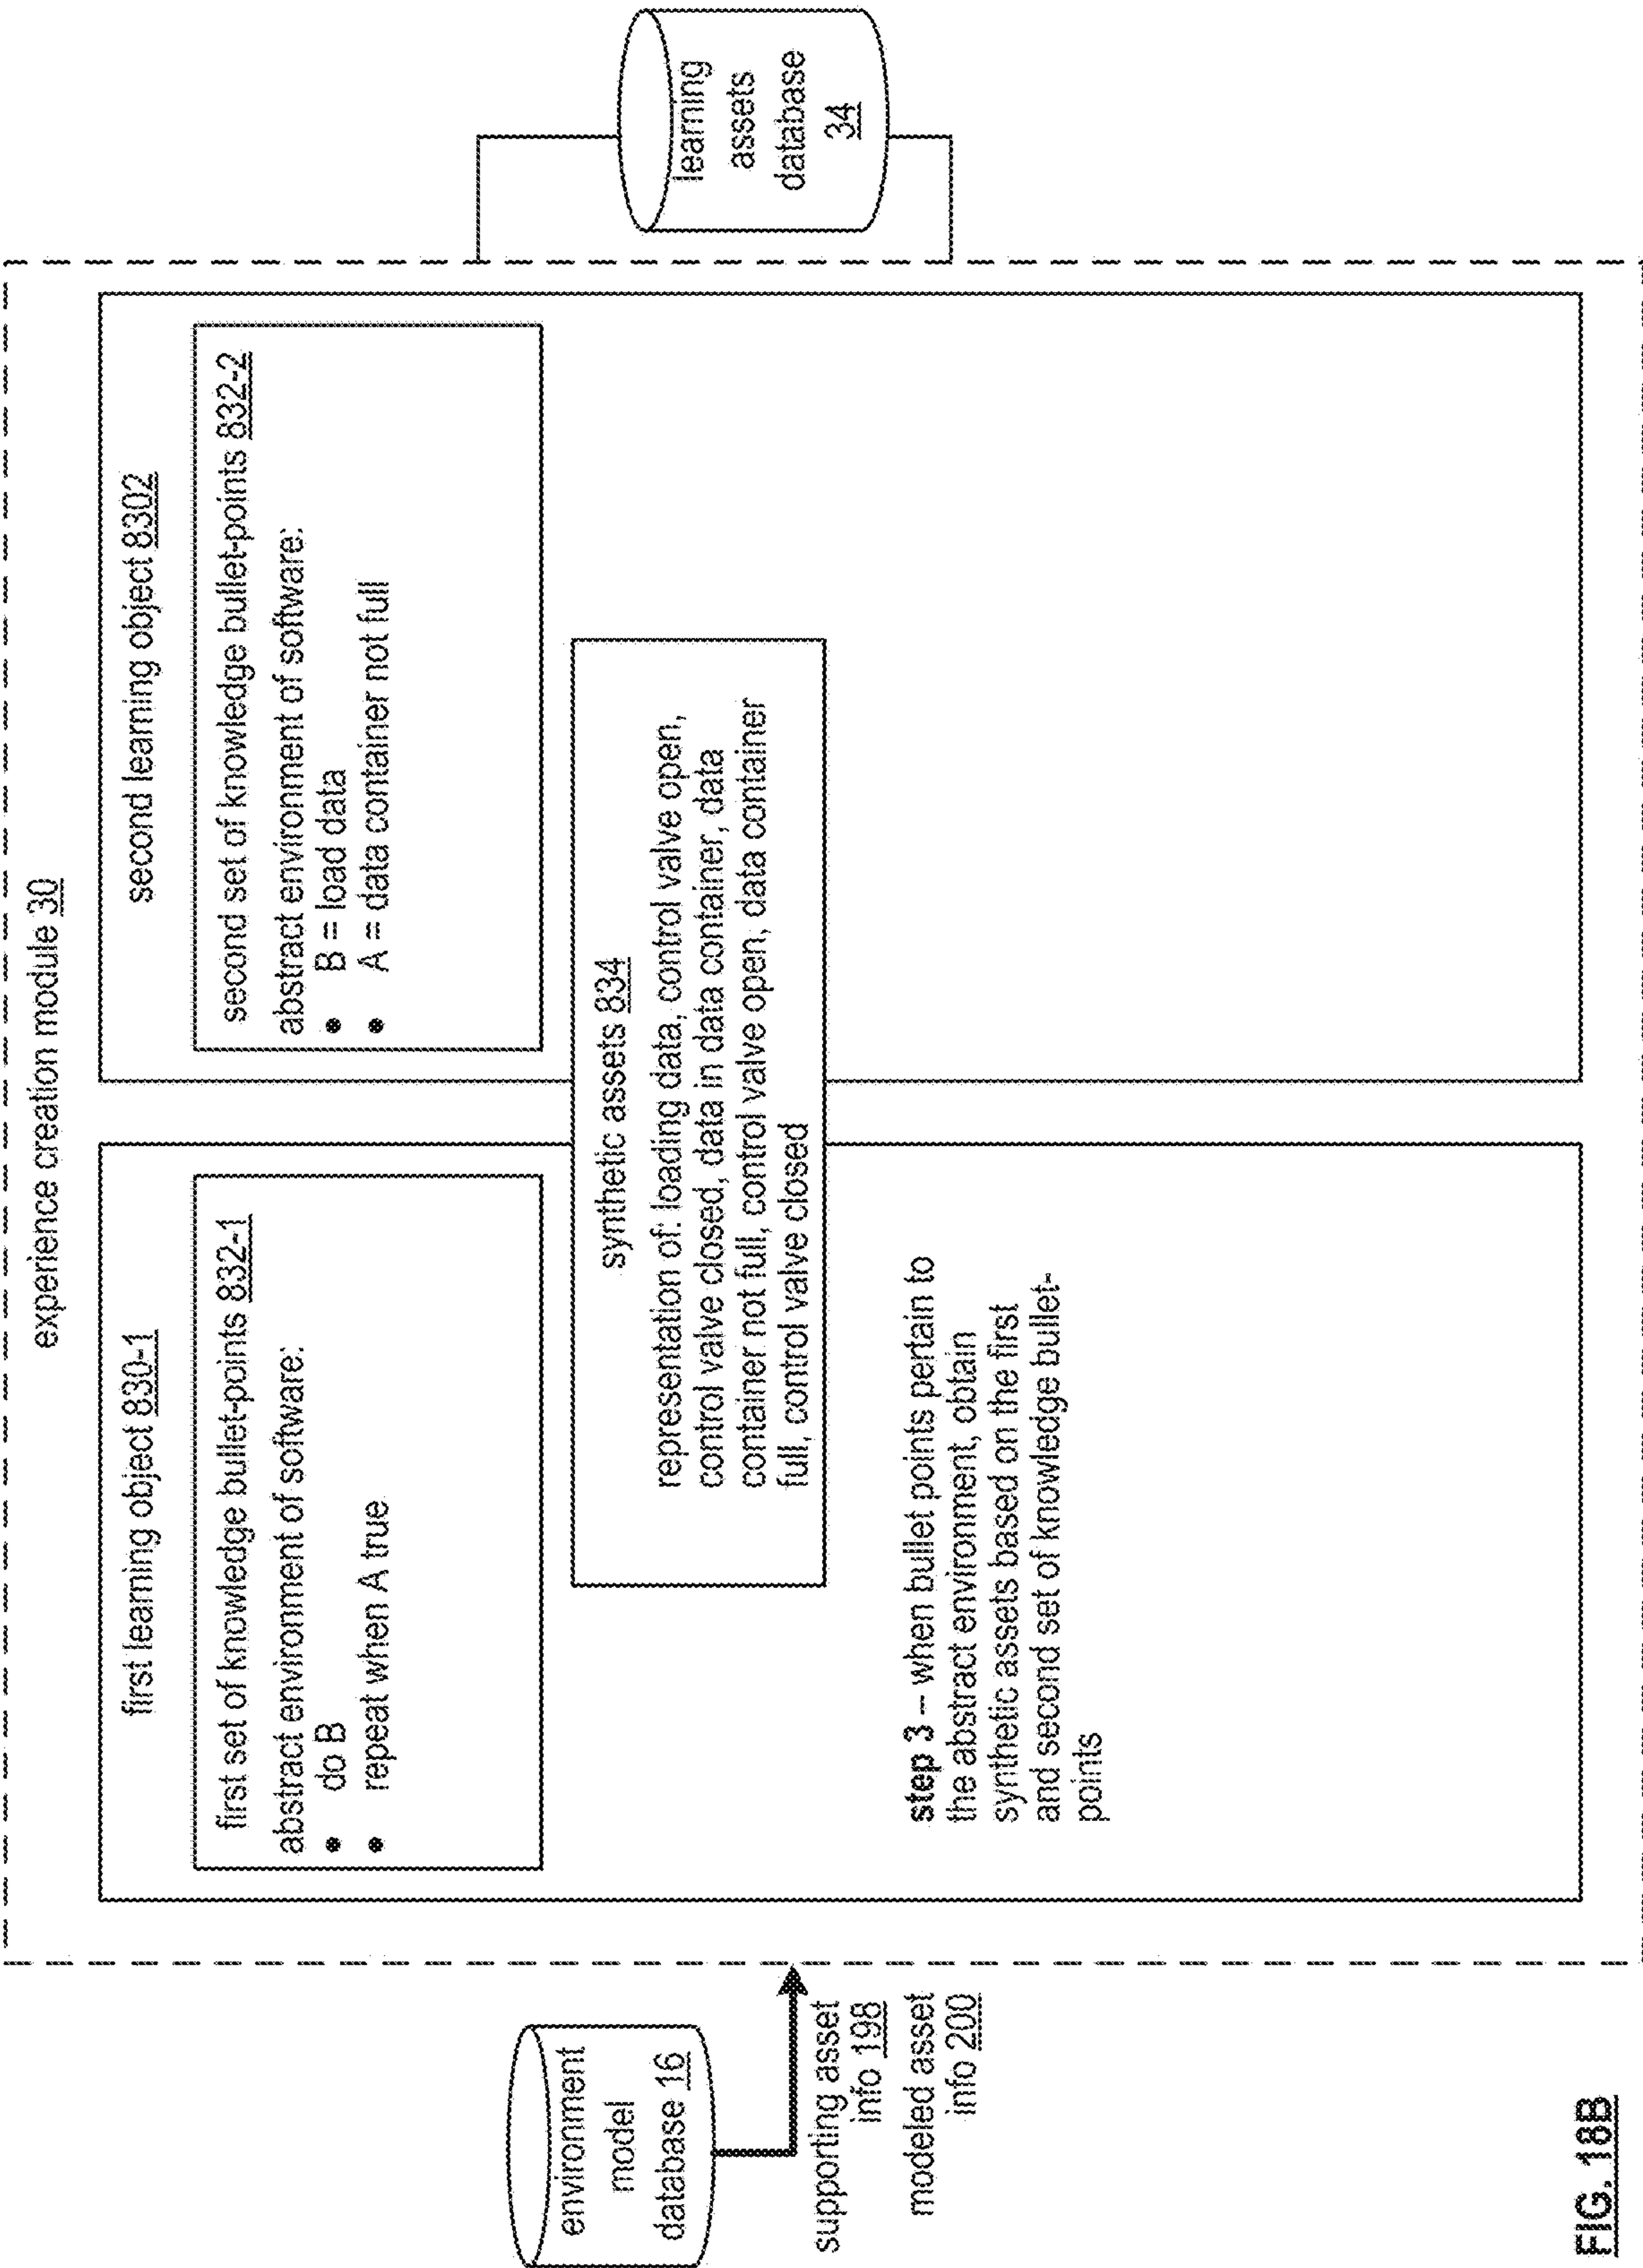 experience creation module 30
first learning object 830-1
first set of knowledge bullet-points 832-1
abstract environment of software:
• do B
• repeat when A true
second learning object 8302
second set of knowledge bullet-points 832-2
abstract environment of software:
• B = load data
• A = data container not full
synthetic assets 834
representation of: loading data, control valve open,
control valve closed, data in data container, data
container not full, control valve open; data container
full, control valve closed
step 3 – when bullet points pertain to
the abstract environment, obtain
synthetic assets based on the first
and second set of knowledge bullet-
points
environment
model
database 16
supporting asset
info 198
modeled asset
info 200
learning
assets
database
34
FIG. 18B